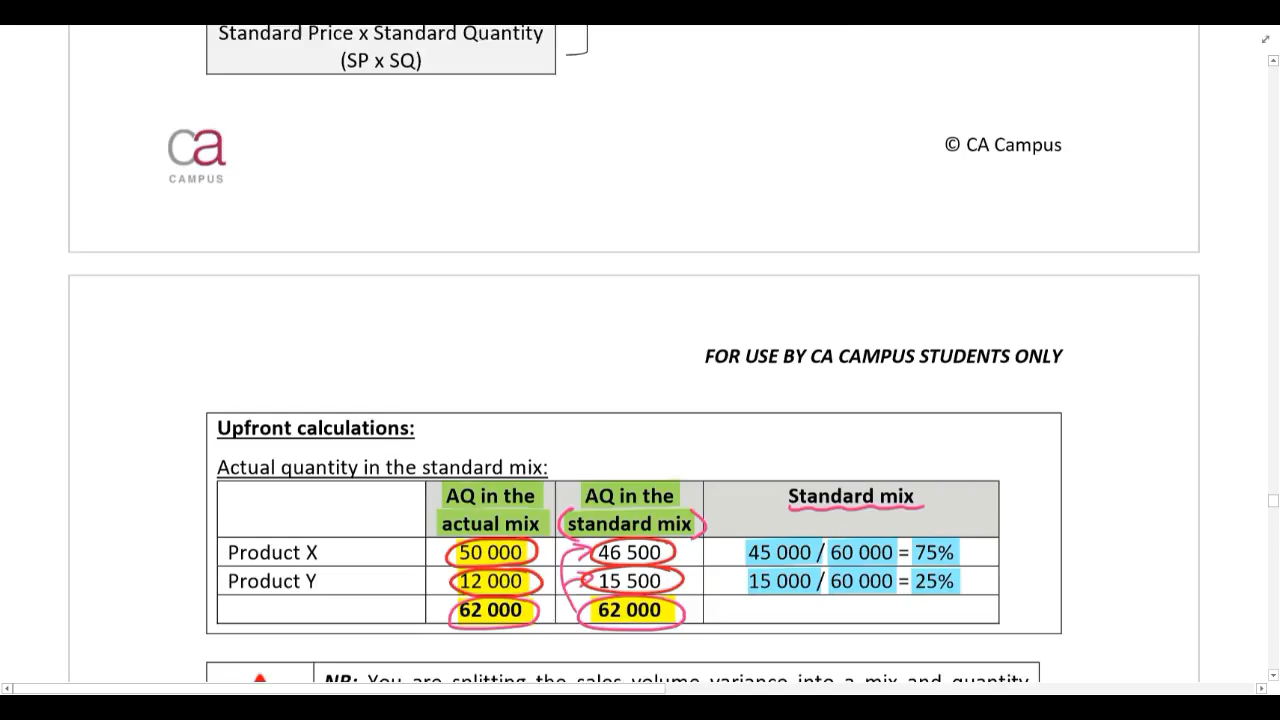 Standard Price x Standard Quantity
(SP x SQ)
ca
CAMPUS
© CA Campus
FOR USE BY CA CAMPUS STUDENTS ONLY
Upfront calculations:
Actual quantity in the standard mix:
AQ in the actual mix AQ in the standard mix Standard mix
Product X 50 000 46 500 45 000 / 60 000 = 75%
Product Y 12 000 15 500 15 000 / 60 000 = 25%
62 000 62 000
NB: You are splitting the sales volume variance into a mix and quantity